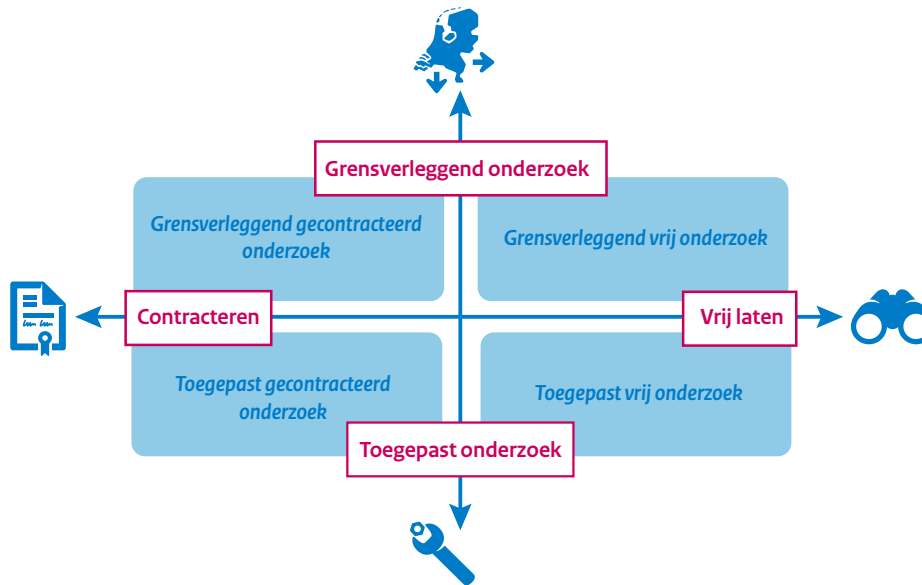 Grensverleggend onderzoek
Grensverleggend gecontracteerd
onderzoek
Grensverleggend vrij onderzoek
Contracteren
Vrij laten
Toegepast gecontracteerd
onderzoek
Toegepast vrij onderzoek
Toegepast onderzoek